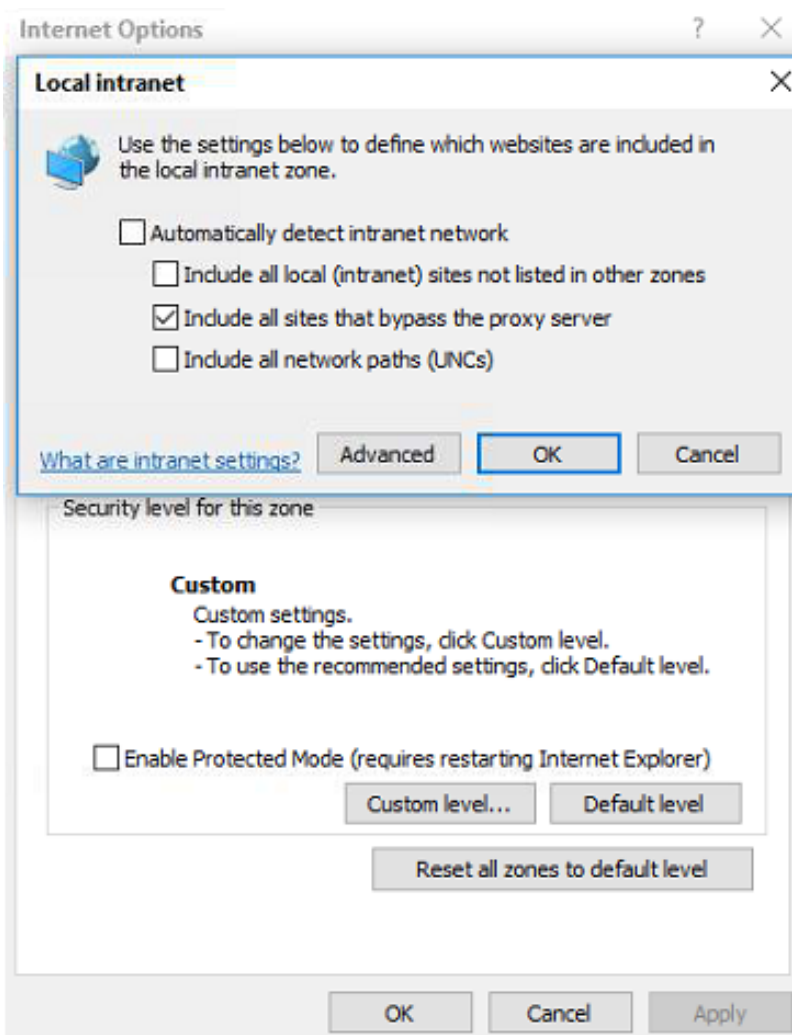 Internet Options
Local intranet
Use the settings below to define which websites are included in
the local intranet zone.
Automatically detect intranet network
Include all local (intranet) sites not listed in other zones
Include all sites that bypass the proxy server
Include all network paths (UNCs)
What are intranet settings?
Advanced
OK
Cancel
Security level for this zone
Custom
Custom settings.
- To change the settings, click Custom level.
- To use the recommended settings, click Default level.
Enable Protected Mode (requires restarting Internet Explorer)
Custom level...
Default level
Reset all zones to default level
OK
Cancel
Apply